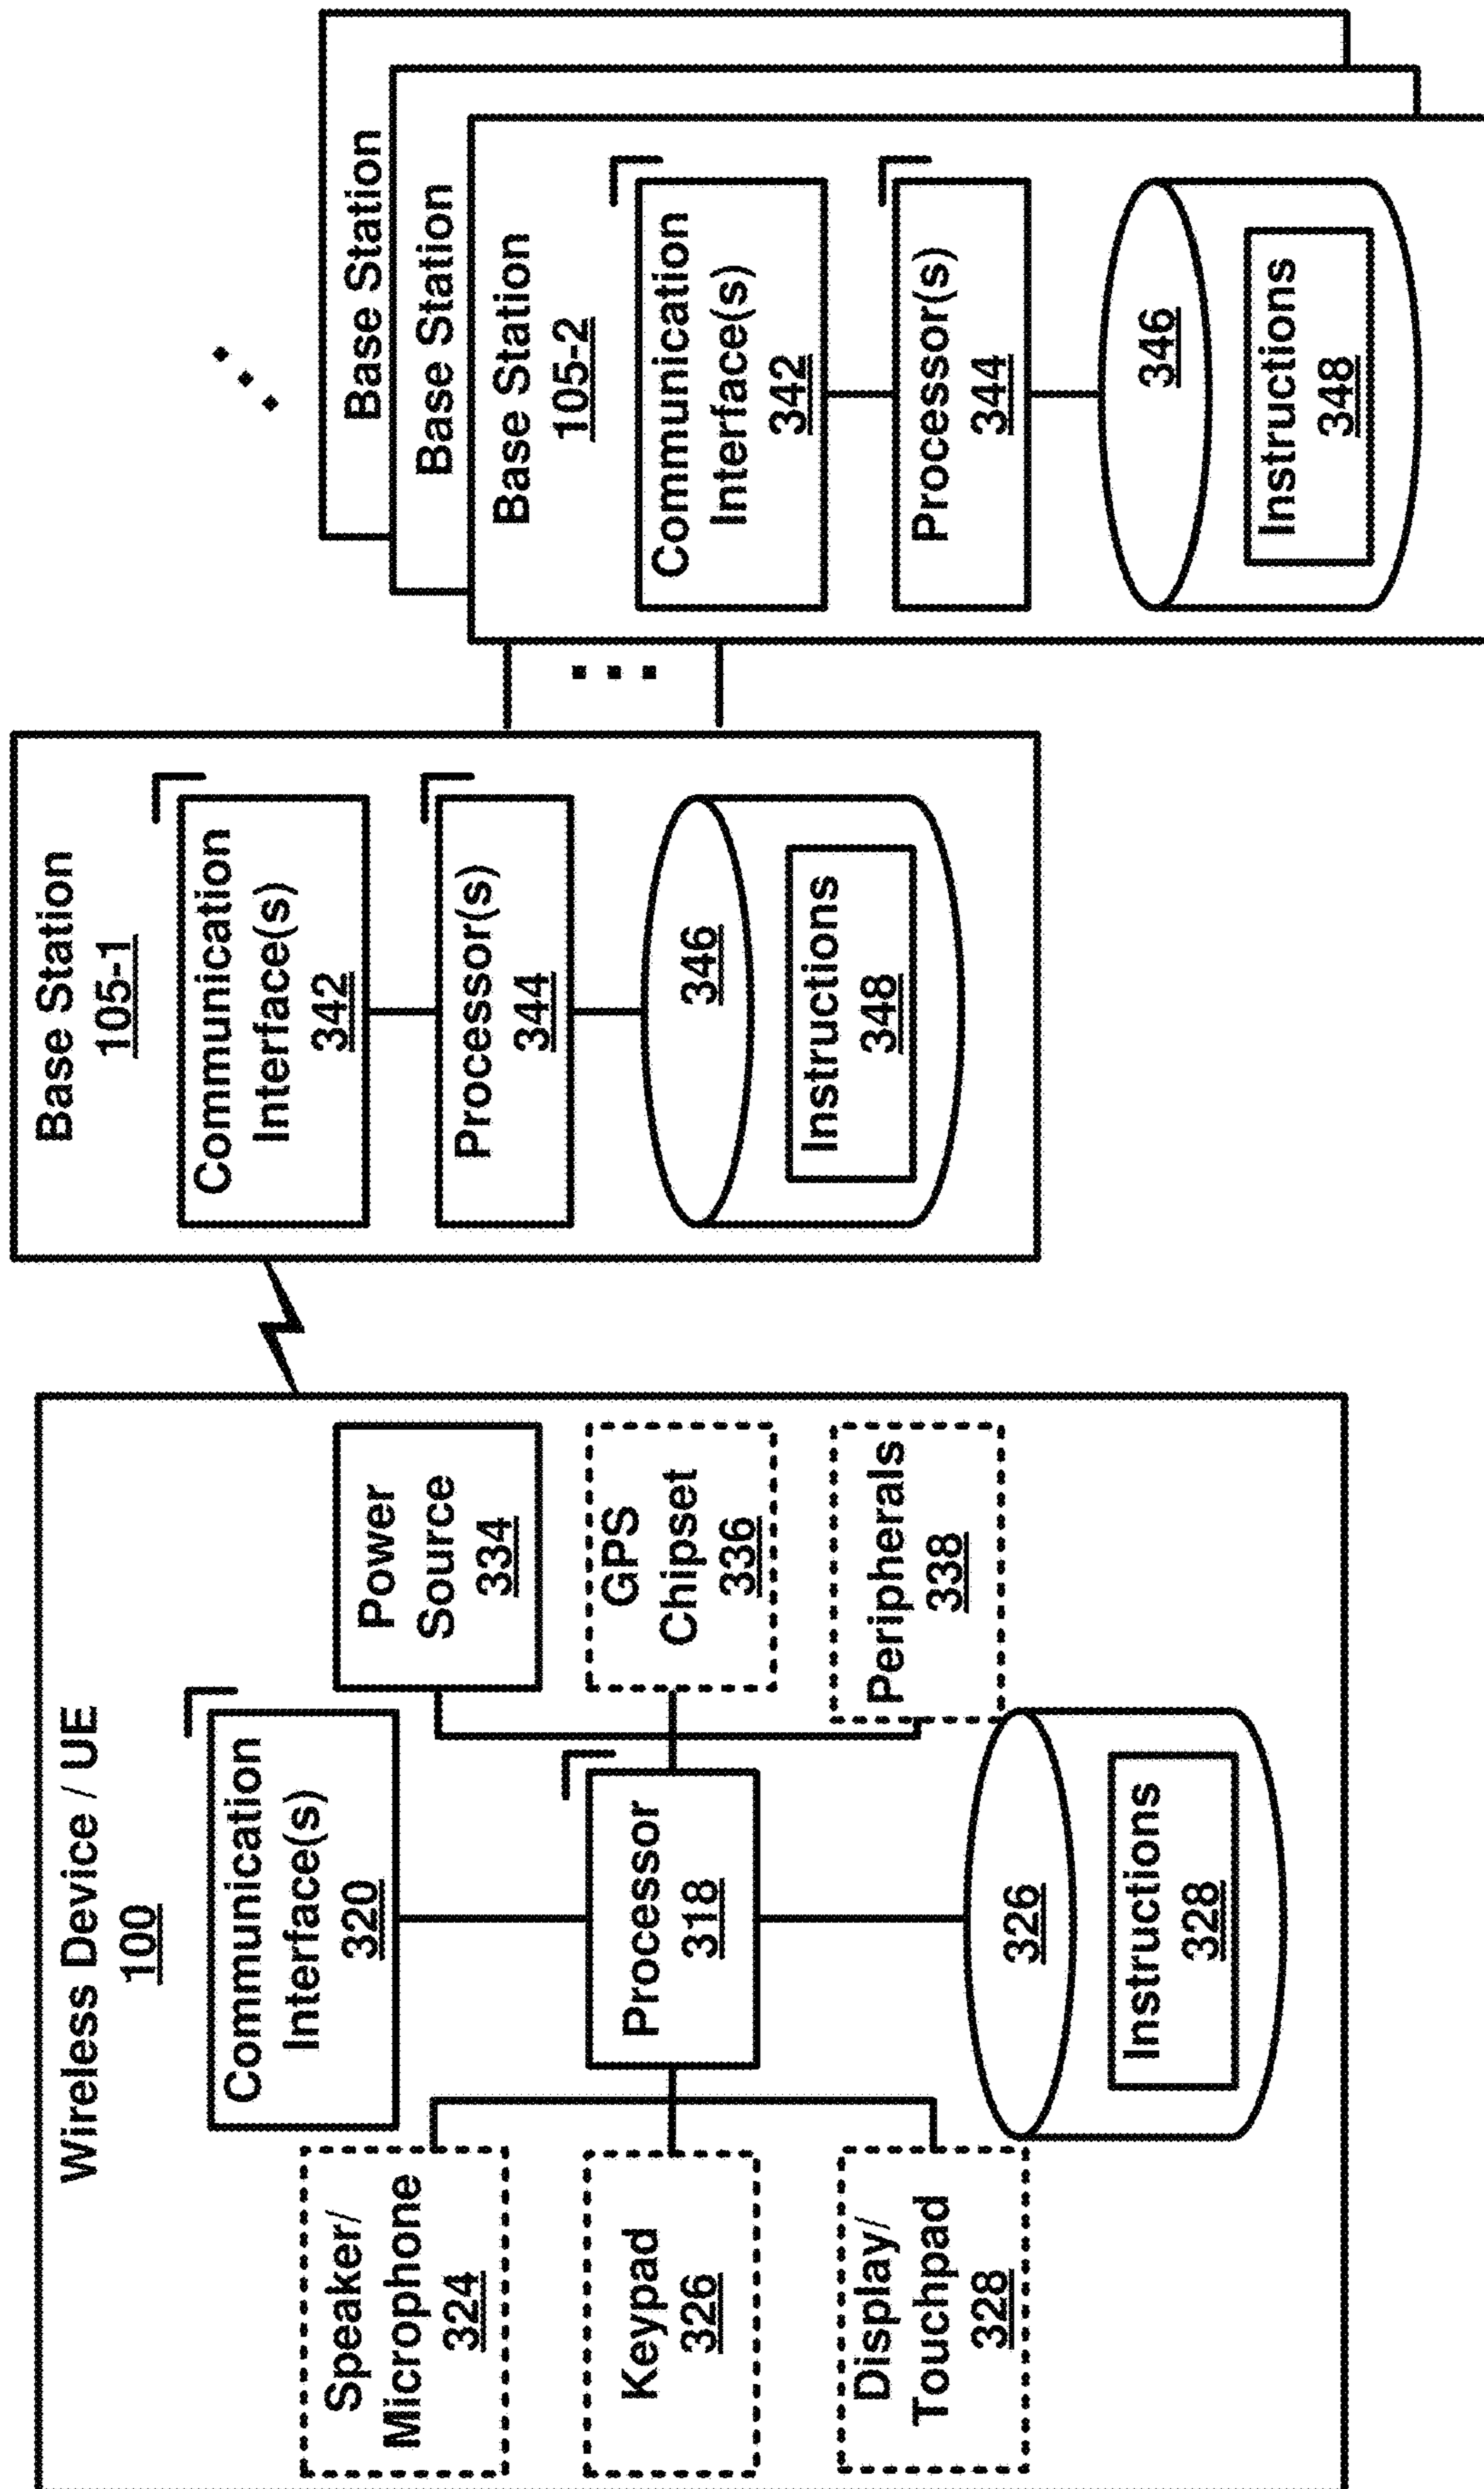 Wireless Device / UE
100
Communication
Interface(s)
320
Speaker/
Microphone
324
Keypad
326
Display/
Touchpad
328
Processor
318
Power
Source
334
GPS
Chipset
336
Peripherals
338
326
Instructions
328
Base Station
105-1
Communication
Interface(s)
342
Processor(s)
344
346
Instructions
348
Base Station
Base Station
Base Station
105-2
Communication
Interface(s)
342
Processor(s)
344
346
Instructions
348